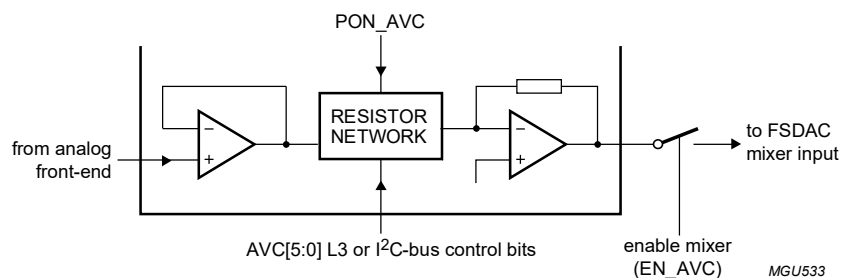 PON_AVC
RESISTOR
NETWORK
−
+
−
+
from analog
front-end
to FSDAC
mixer input
AVC[5:0] L3 or I²C-bus control bits
enable mixer
(EN_AVC)
MGU533